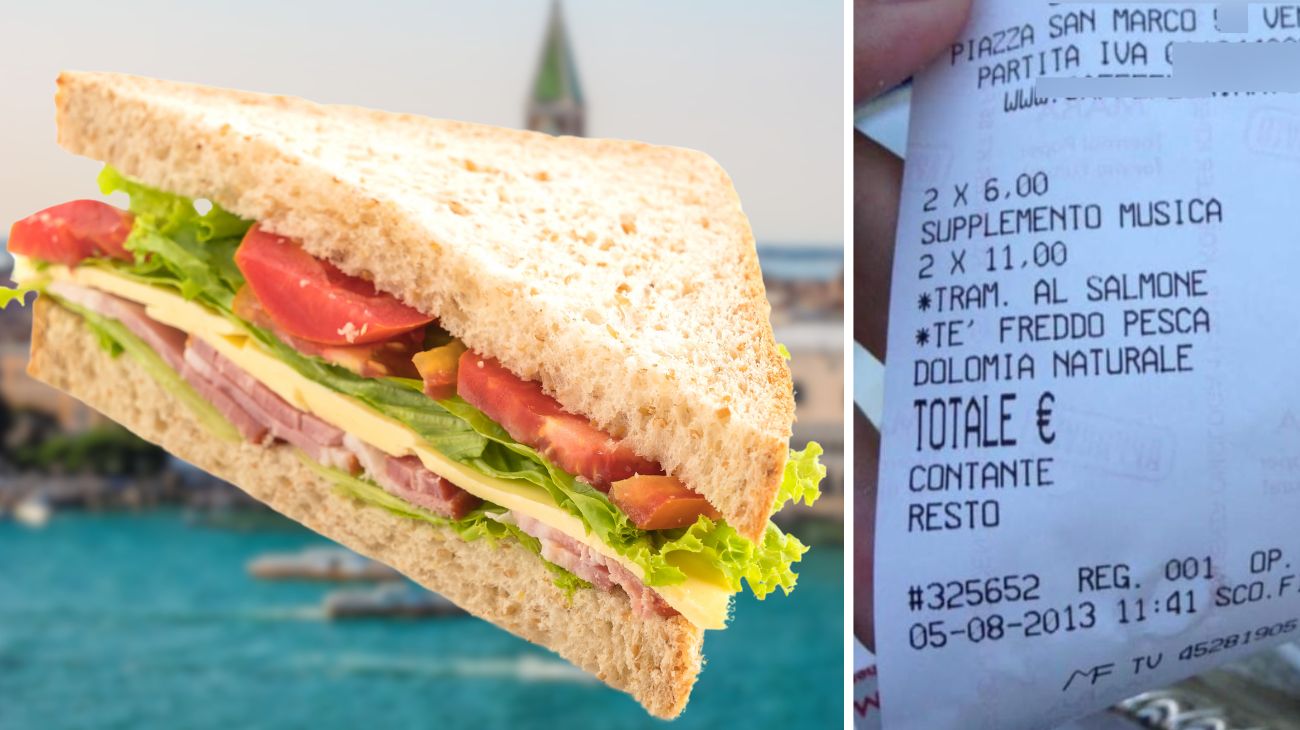 PIAZZA SAN MARCO
PARTITA IVA
2 X 6,00
SUPPLEMENTO MUSICA
2 X 11,00
*TRAM. AL SALMONE
*TE' FREDDO PESCA
DOLOMIA NATURALE
TOTALE €
CONTANTE
RESTO
#325652 REG. 001 OP.
05-08-2013 11:41 SCO.F.
MF TV 45281905